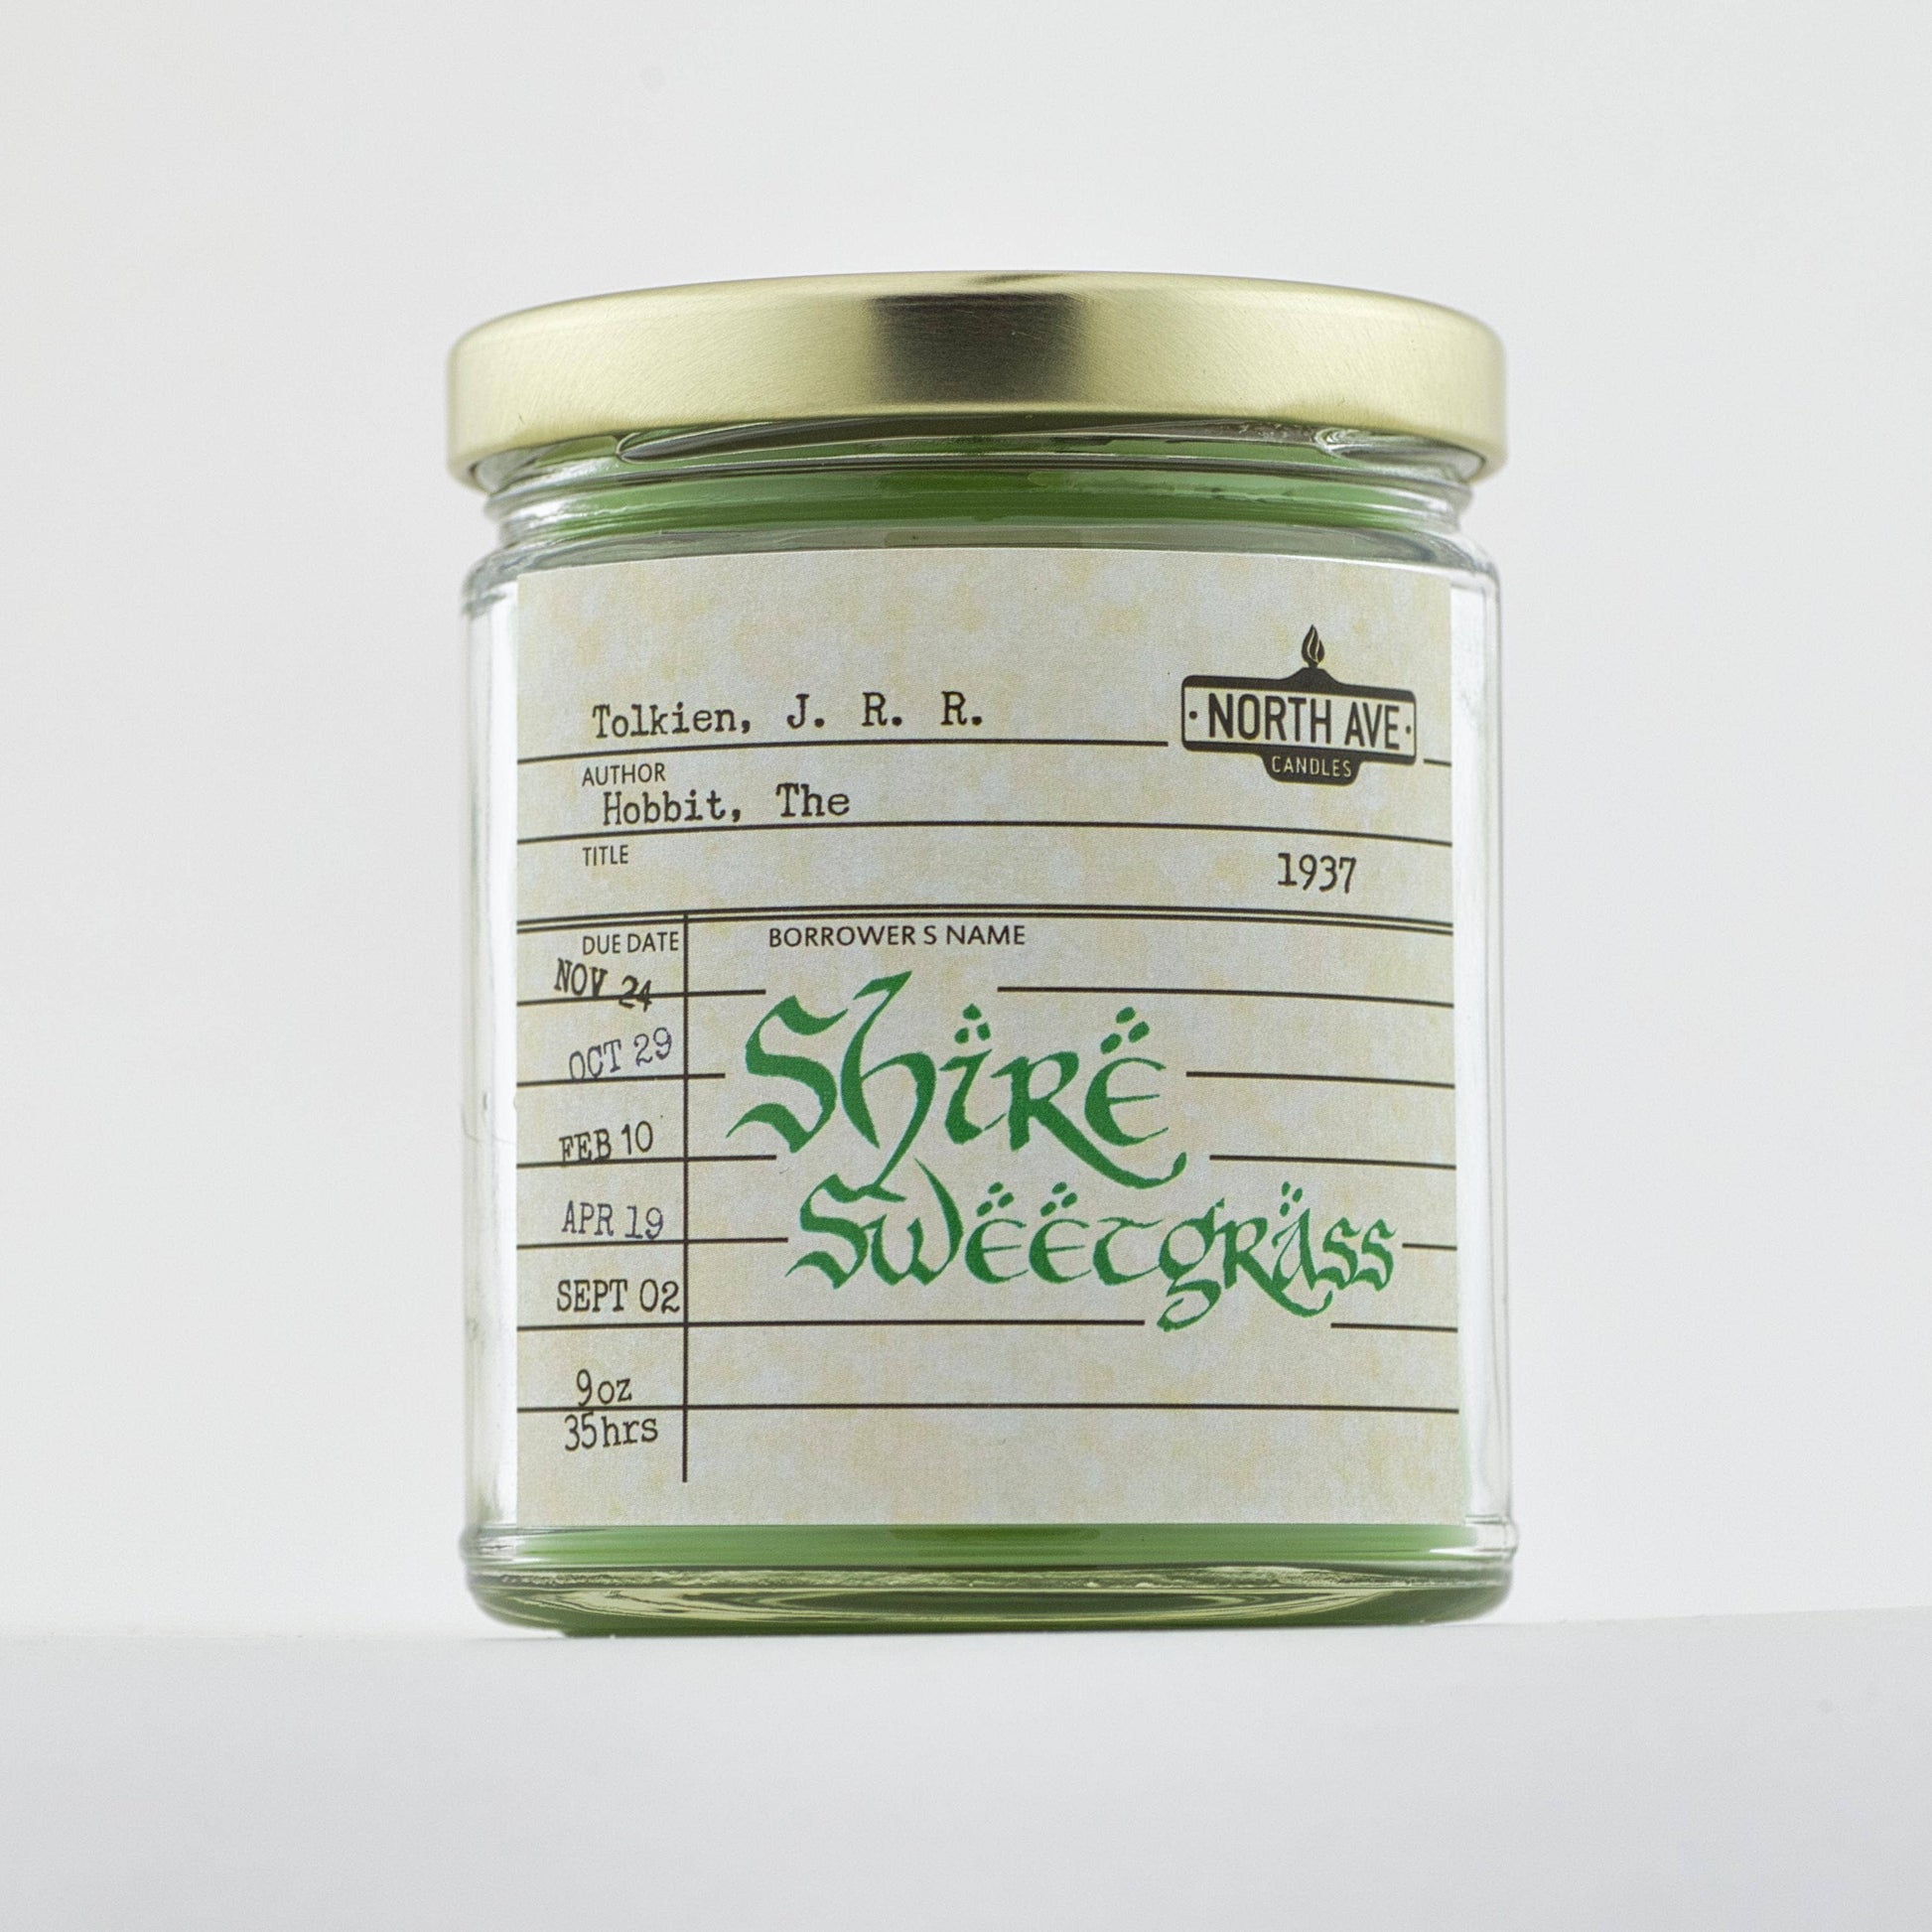 Tolkien, J. R. R.
AUTHOR
NORTH AVE
CANDLES
Hobbit, The
TITLE
1937
DUE DATE
BORROWER S NAME
NOV 24
OCT 29
FEB 10
APR 19
SEPT 02
Shire
Sweetgrass
9oz
35hrs